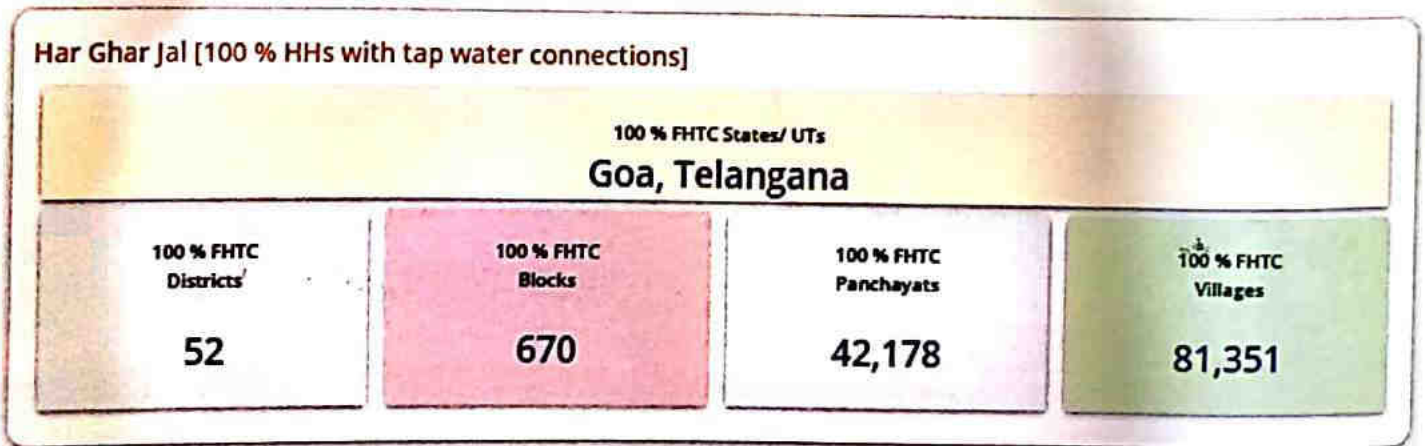 Har Ghar Jal [100 % HHs with tap water connections]
100 % FHTC States/ UTs
Goa, Telangana
100 % FHTC
Districts
52
100 % FHTC
Blocks
670
100 % FHTC
Panchayats
42,178
100 % FHTC
Villages
81,351